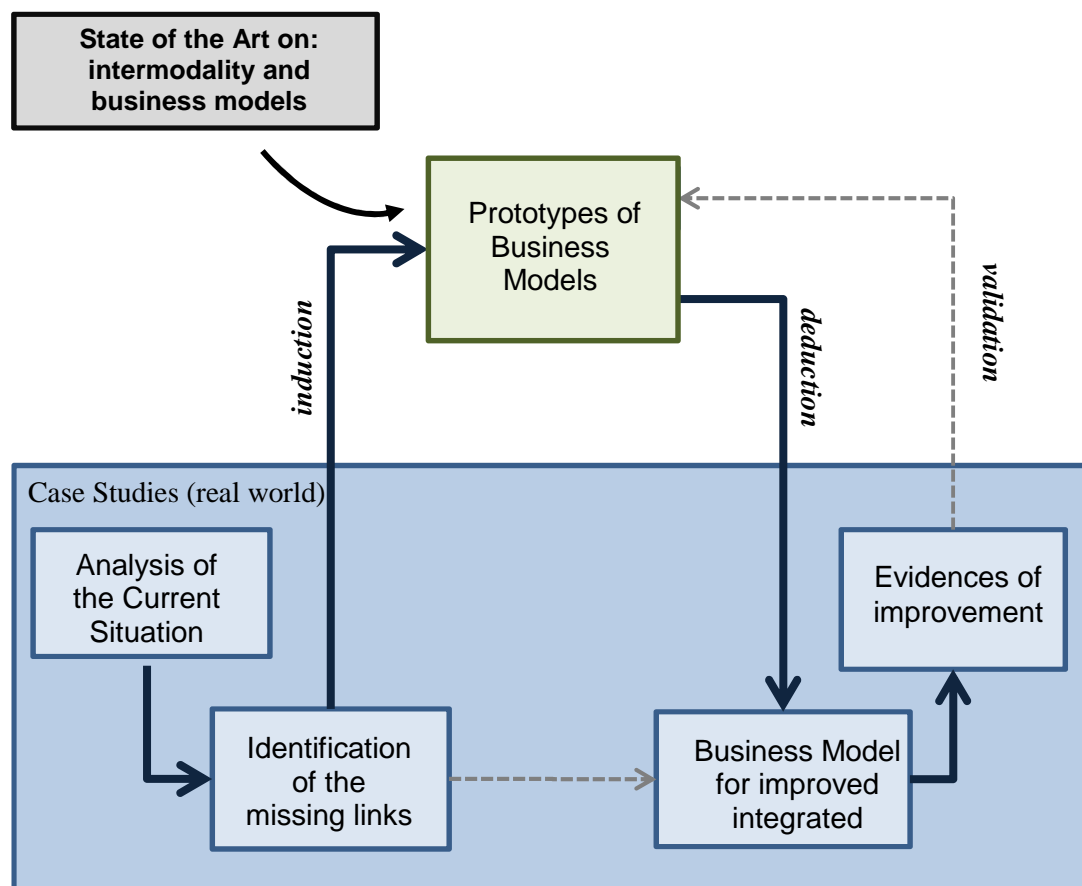 State of the Art on:
intermodality and
business models
Prototypes of
Business
Models
induction
deduction
validation
Case Studies (real world)
Analysis of
the Current
Situation
Evidences of
improvement
Identification
of the
missing links
Business Model
for improved
integrated